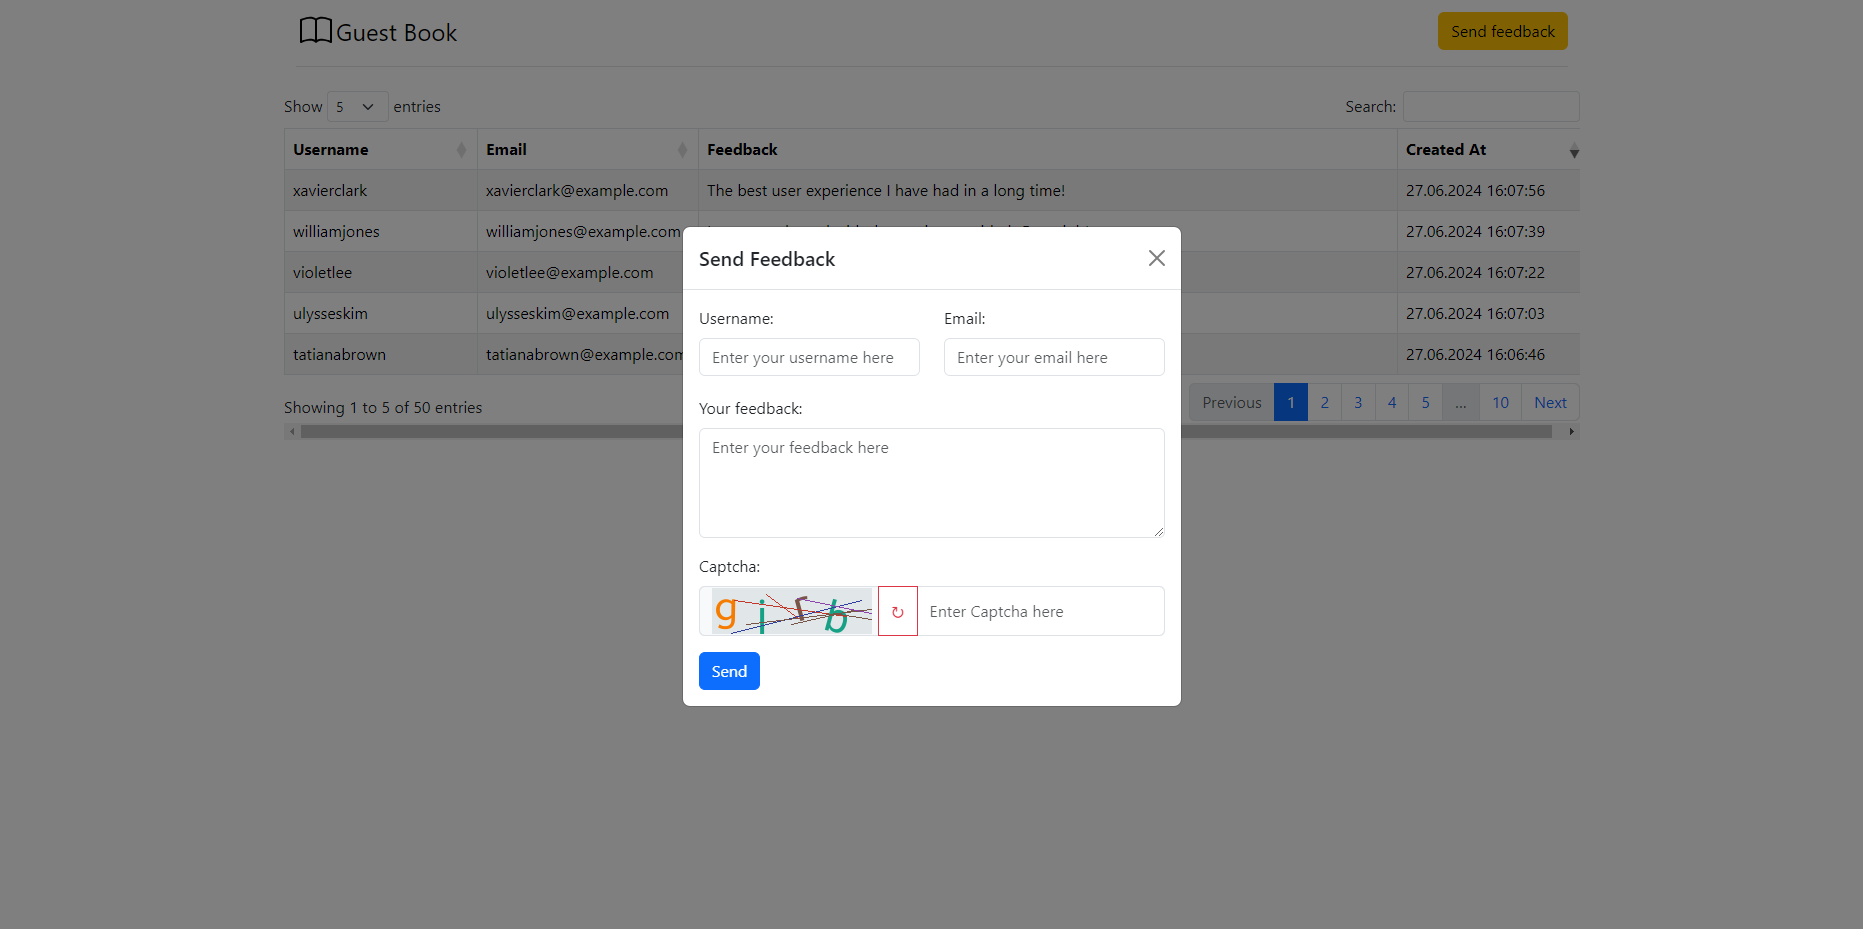 Guest Book
Send feedback
Show 5 entries
Search:
Username Email Feedback Created At
xavierclark xavierclark@example.com The best user experience I have had in a long time! 27.06.2024 16:07:56
williamjones williamjones@example.com 27.06.2024 16:07:39
violetlee violetlee@example.com 27.06.2024 16:07:22
ulysseskim ulysseskim@example.com 27.06.2024 16:07:03
tatianabrown tatianabrown@example.com 27.06.2024 16:06:46
Showing 1 to 5 of 50 entries
Previous 1 2 3 4 5 ... 10 Next
Send Feedback
Username: Email:
Enter your username here Enter your email here
Your feedback:
Enter your feedback here
Captcha:
Enter Captcha here
Send